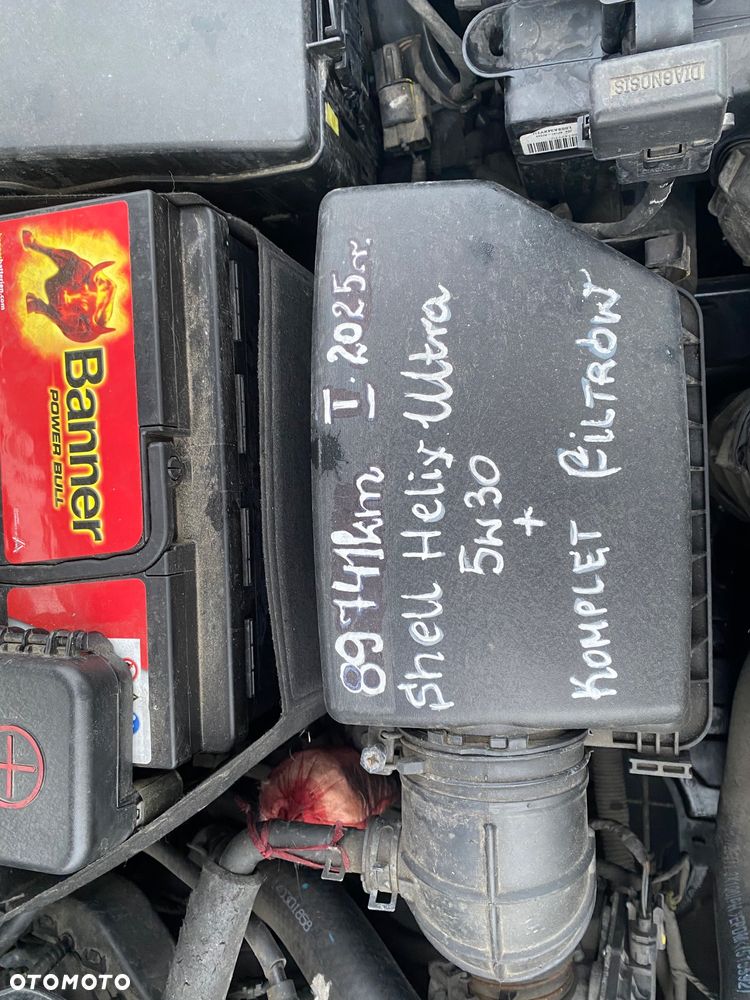 89741km I. 2025r.
Shell Helix Ultra
5W30
+
KOMPLET FILTRÓW
Banner
POWER BULL
DIAGNOSIS
OTOMOTO